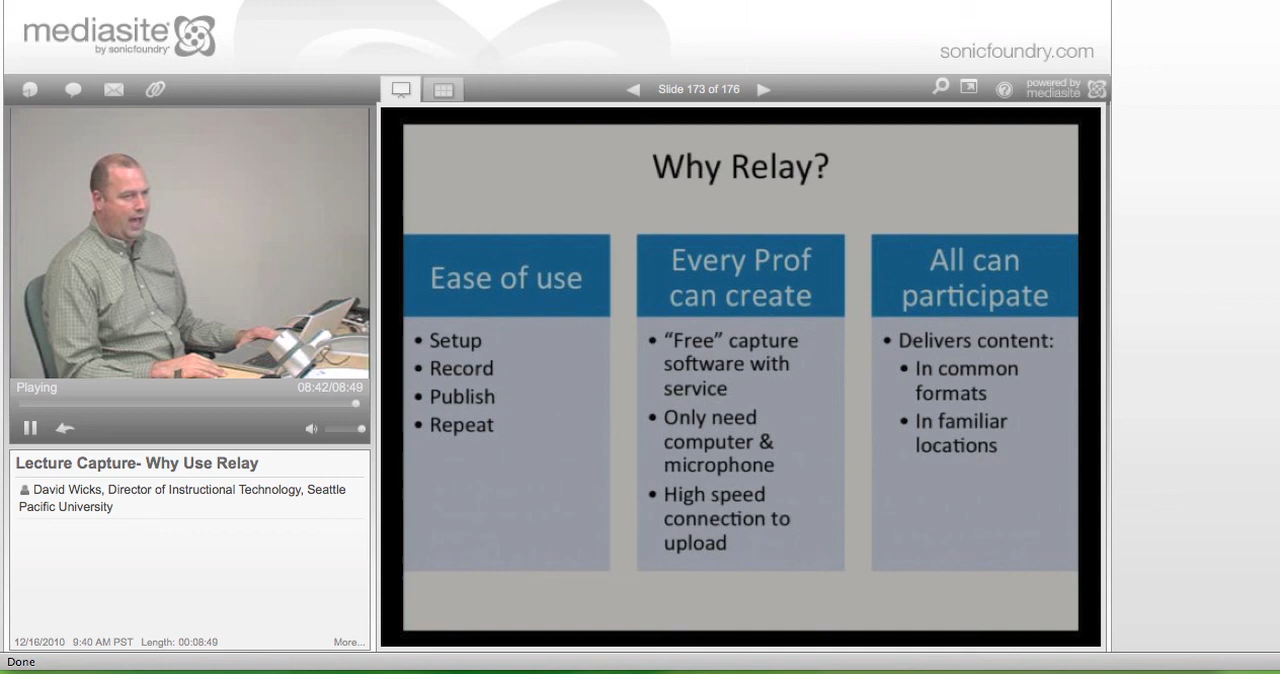 mediasite
by sonicfoundry
sonicfoundry.com
Slide 173 of 176
powered by
mediasite
Playing
08:42/08:49
Lecture Capture- Why Use Relay
David Wicks, Director of Instructional Technology, Seattle
Pacific University
12/16/2010 9:40 AM PST Length: 00:08:49
More...
Why Relay?
Ease of use
• Setup
• Record
• Publish
• Repeat
Every Prof
can create
• “Free” capture
software with
service
• Only need
computer &
microphone
• High speed
connection to
upload
All can
participate
• Delivers content:
• In common
formats
• In familiar
locations
Done